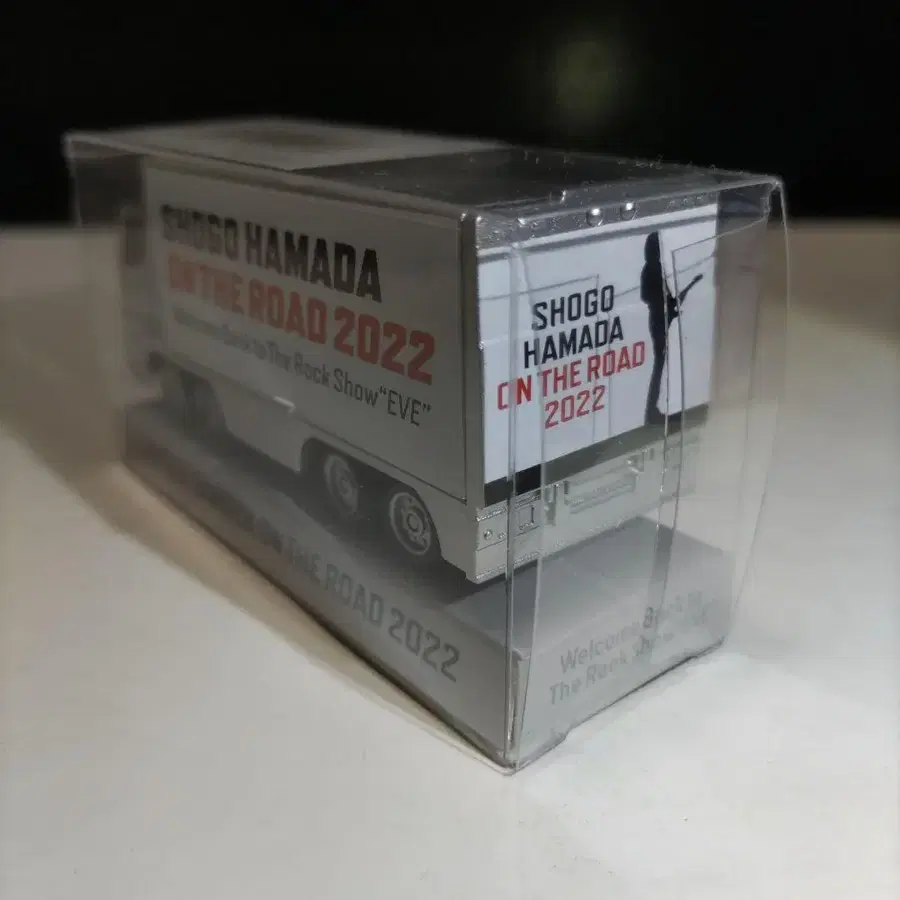 SHOGO HAMADA
ON THE ROAD 2022
Welcome Back to The Rock Show "EVE"
SHOGO
HAMADA
ON THE ROAD
2022
ON THE ROAD 2022
Welcome Back to
The Rock Show